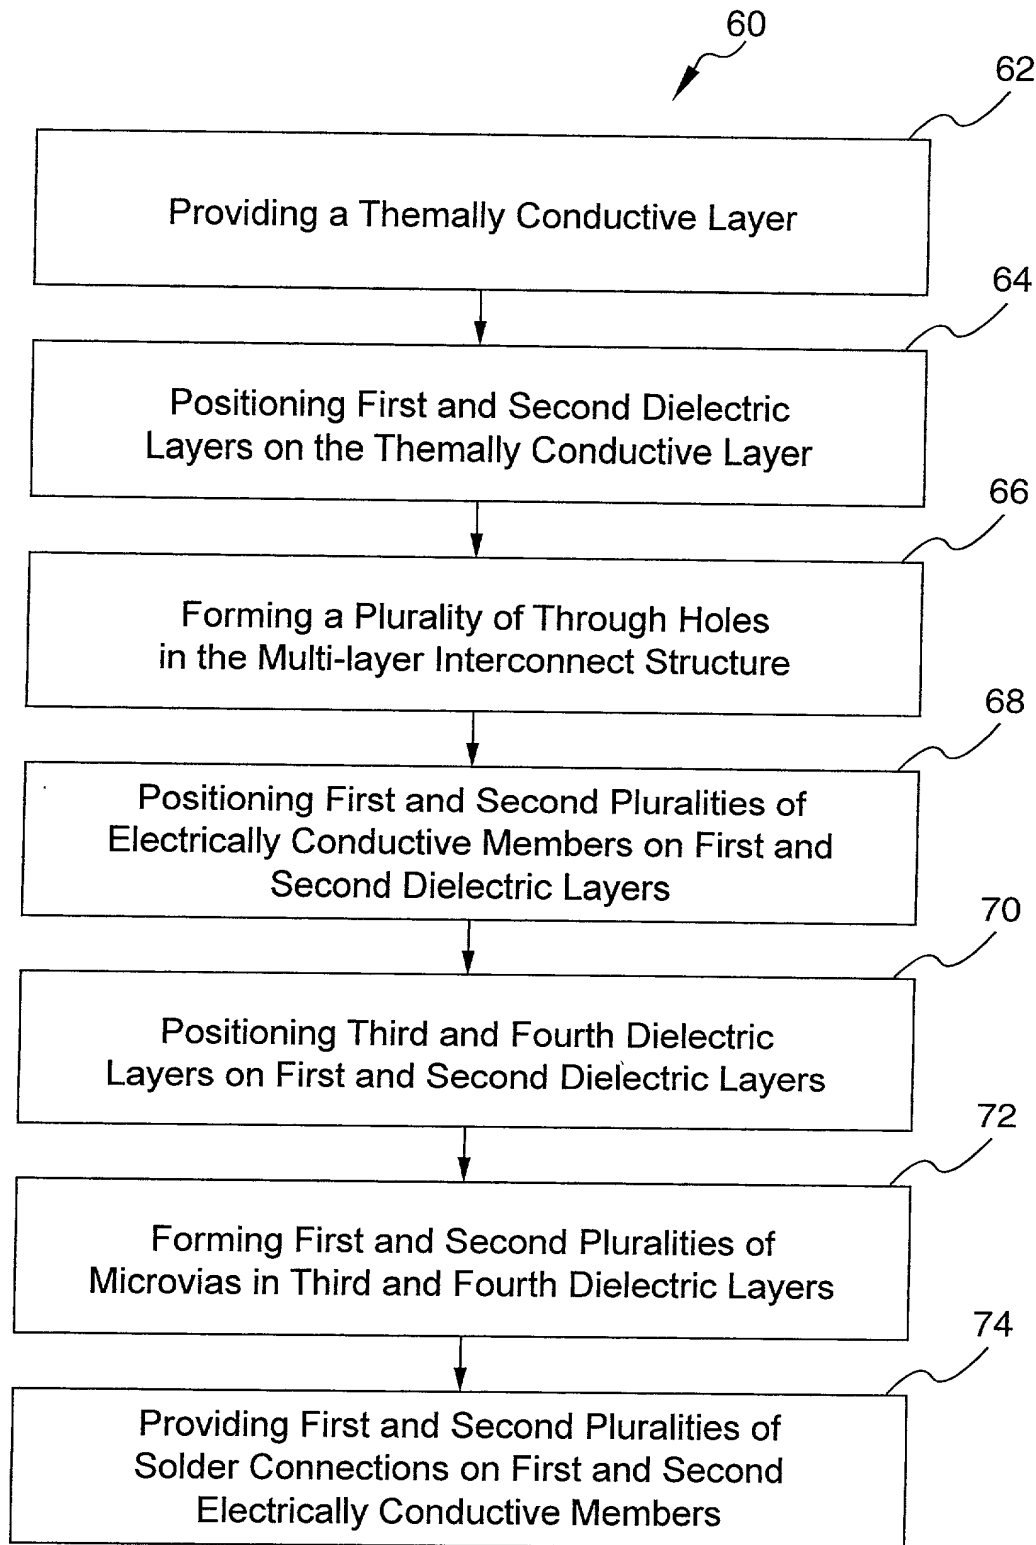 60
62
Providing a Themally Conductive Layer
64
Positioning First and Second Dielectric
Layers on the Themally Conductive Layer
66
Forming a Plurality of Through Holes
in the Multi-layer Interconnect Structure
68
Positioning First and Second Pluralities of
Electrically Conductive Members on First and
Second Dielectric Layers
70
Positioning Third and Fourth Dielectric
Layers on First and Second Dielectric Layers
72
Forming First and Second Pluralities of
Microvias in Third and Fourth Dielectric Layers
74
Providing First and Second Pluralities of
Solder Connections on First and Second
Electrically Conductive Members